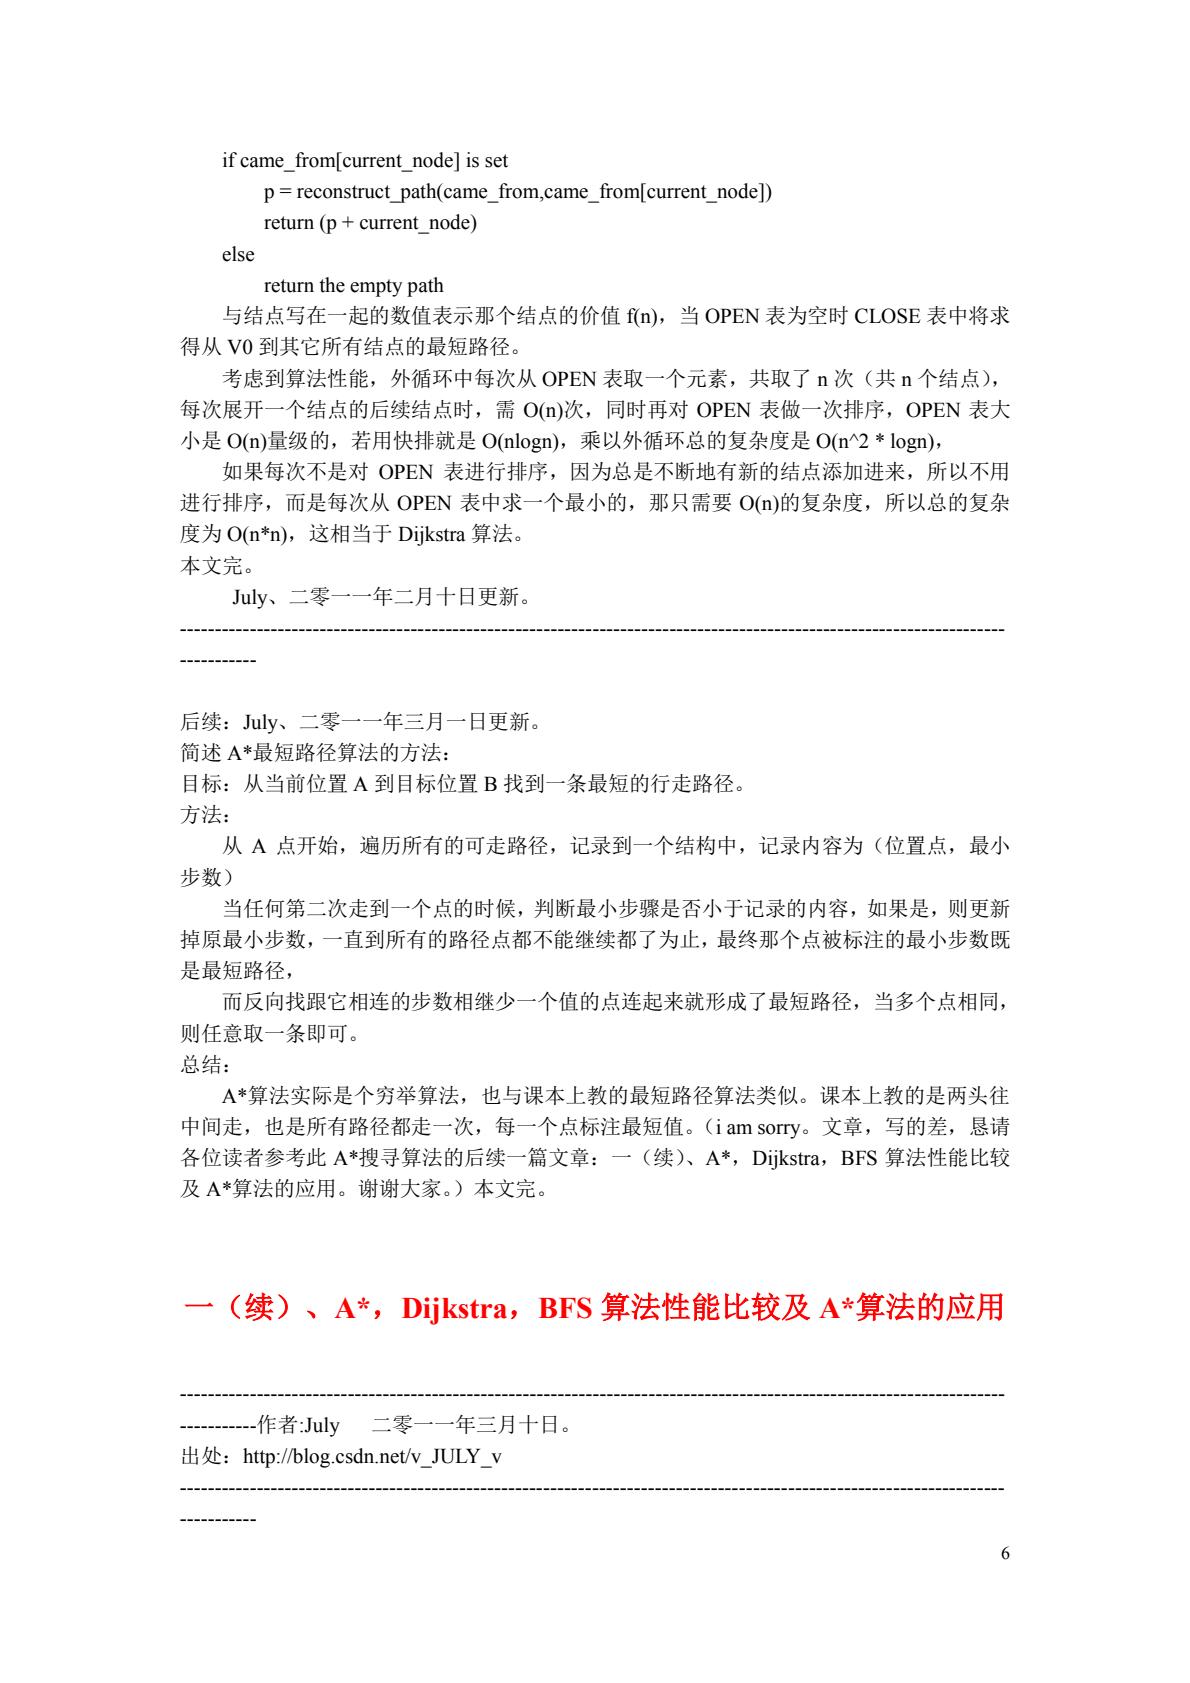 if came_from[current_node] is set
p = reconstruct_path(came_from,came_from[current_node])
return (p + current_node)
else
return the empty path
与结点写在一起的数值表示那个结点的价值 f(n)，当 OPEN 表为空时 CLOSE 表中将求
得从 V0 到其它所有结点的最短路径。
考虑到算法性能，外循环中每次从 OPEN 表取一个元素，共取了 n 次（共 n 个结点），
每次展开一个结点的后续结点时，需 O(n)次，同时再对 OPEN 表做一次排序，OPEN 表大
小是 O(n)量级的，若用快排就是 O(nlogn)，乘以外循环总的复杂度是 O(n^2 * logn)，
如果每次不是对 OPEN 表进行排序，因为总是不断地有新的结点添加进来，所以不用
进行排序，而是每次从 OPEN 表中求一个最小的，那只需要 O(n)的复杂度，所以总的复杂
度为 O(n*n)，这相当于 Dijkstra 算法。
本文完。
July、二零一一年二月十日更新。
----------------------------------------------------------------------------------------------------------------------
-----------
后续：July、二零一一年三月一日更新。
简述 A*最短路径算法的方法：
目标：从当前位置 A 到目标位置 B 找到一条最短的行走路径。
方法：
从 A 点开始，遍历所有的可走路径，记录到一个结构中，记录内容为（位置点，最小
步数）
当任何第二次走到一个点的时候，判断最小步骤是否小于记录的内容，如果是，则更新
掉原最小步数，一直到所有的路径点都不能继续都了为止，最终那个点被标注的最小步数既
是最短路径，
而反向找跟它相连的步数相继少一个值的点连起来就形成了最短路径，当多个点相同，
则任意取一条即可。
总结：
A*算法实际是个穷举算法，也与课本上教的最短路径算法类似。课本上教的是两头往
中间走，也是所有路径都走一次，每一个点标注最短值。（i am sorry。文章，写的差，恳请
各位读者参考此 A*搜寻算法的后续一篇文章：一（续）、A*，Dijkstra，BFS 算法性能比较
及 A*算法的应用。谢谢大家。）本文完。
一（续）、A*，Dijkstra，BFS 算法性能比较及 A*算法的应用
----------------------------------------------------------------------------------------------------------------------
-----------作者:July 二零一一年三月十日。
出处：http://blog.csdn.net/v_JULY_v
----------------------------------------------------------------------------------------------------------------------
-----------
6